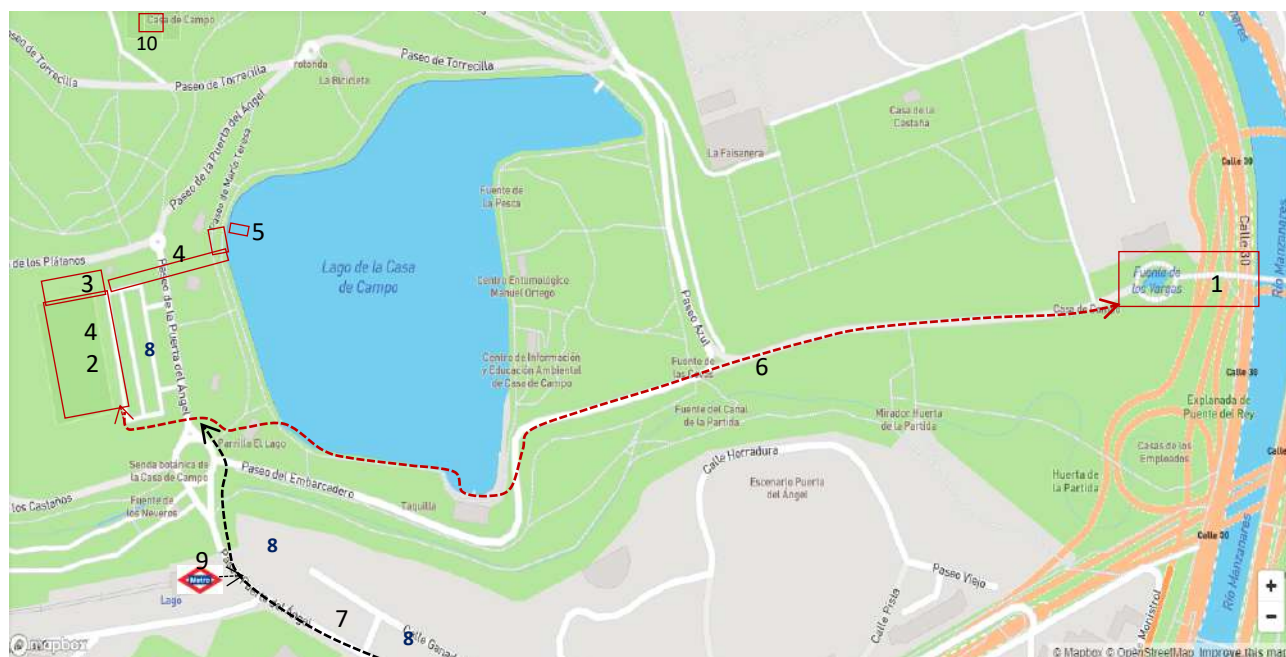 Casa de Campo
10
Paseo de Torrecilla
rotonda
Paseo de Torrecilla
La Bicicleta
Paseo de Torrecilla
Paseo de la Puerta del Ángel
Paseo de María Teresa
Casa de la
Castaña
La Faisanera
Calle 30
Calle 30
Río Manzanares
Fuente de
La Pesca
5
4
o de los Plátanos
3
Lago de la Casa
de Campo
Centro Entomológico
Manuel Ortego
Fuente de
los Vargas
1
Río Manzanares
Casa de Campo
4
2
8
Paseo de la Puerta del Ángel
Paseo Azul
Centro de Información
y Educación Ambiental
de Casa de Campo
Fuente de
las Covas
6
Calle 30
Fuente del Canal
de la Partida
Mirador Huerta
de la Partida
Explanada de
Puente del Rey
Parrilla El Lago
Senda botánica de
la Casa de Campo
Paseo del Embarcadero
Calle Herradura
Escenario Puerta
del Ángel
Casas de los
Empleados
Huerta de
la Partida
los Castaños
Fuente de
los Neveros
Taquilla
Calle 30
8
9
Metro
Lago
7
8
Calle Pista
Paseo Viejo
Río Manzanares
+
−
mapbox
© Mapbox © OpenStreetMap Improve this map